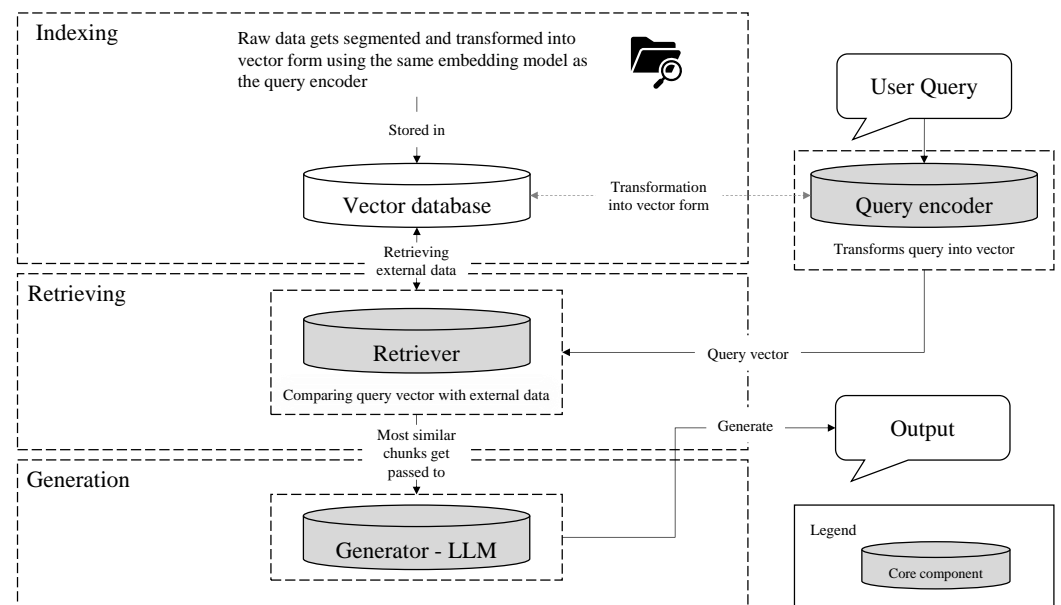 Indexing
Raw data gets segmented and transformed into
vector form using the same embedding model as
the query encoder
User Query
Stored in
Vector database
Transformation
into vector form
Query encoder
Transforms query into vector
Retrieving
external data
Retrieving
Retriever
Query vector
Comparing query vector with external data
Most similar
chunks get
passed to
Generate
Output
Generation
Generator - LLM
Legend
Core component